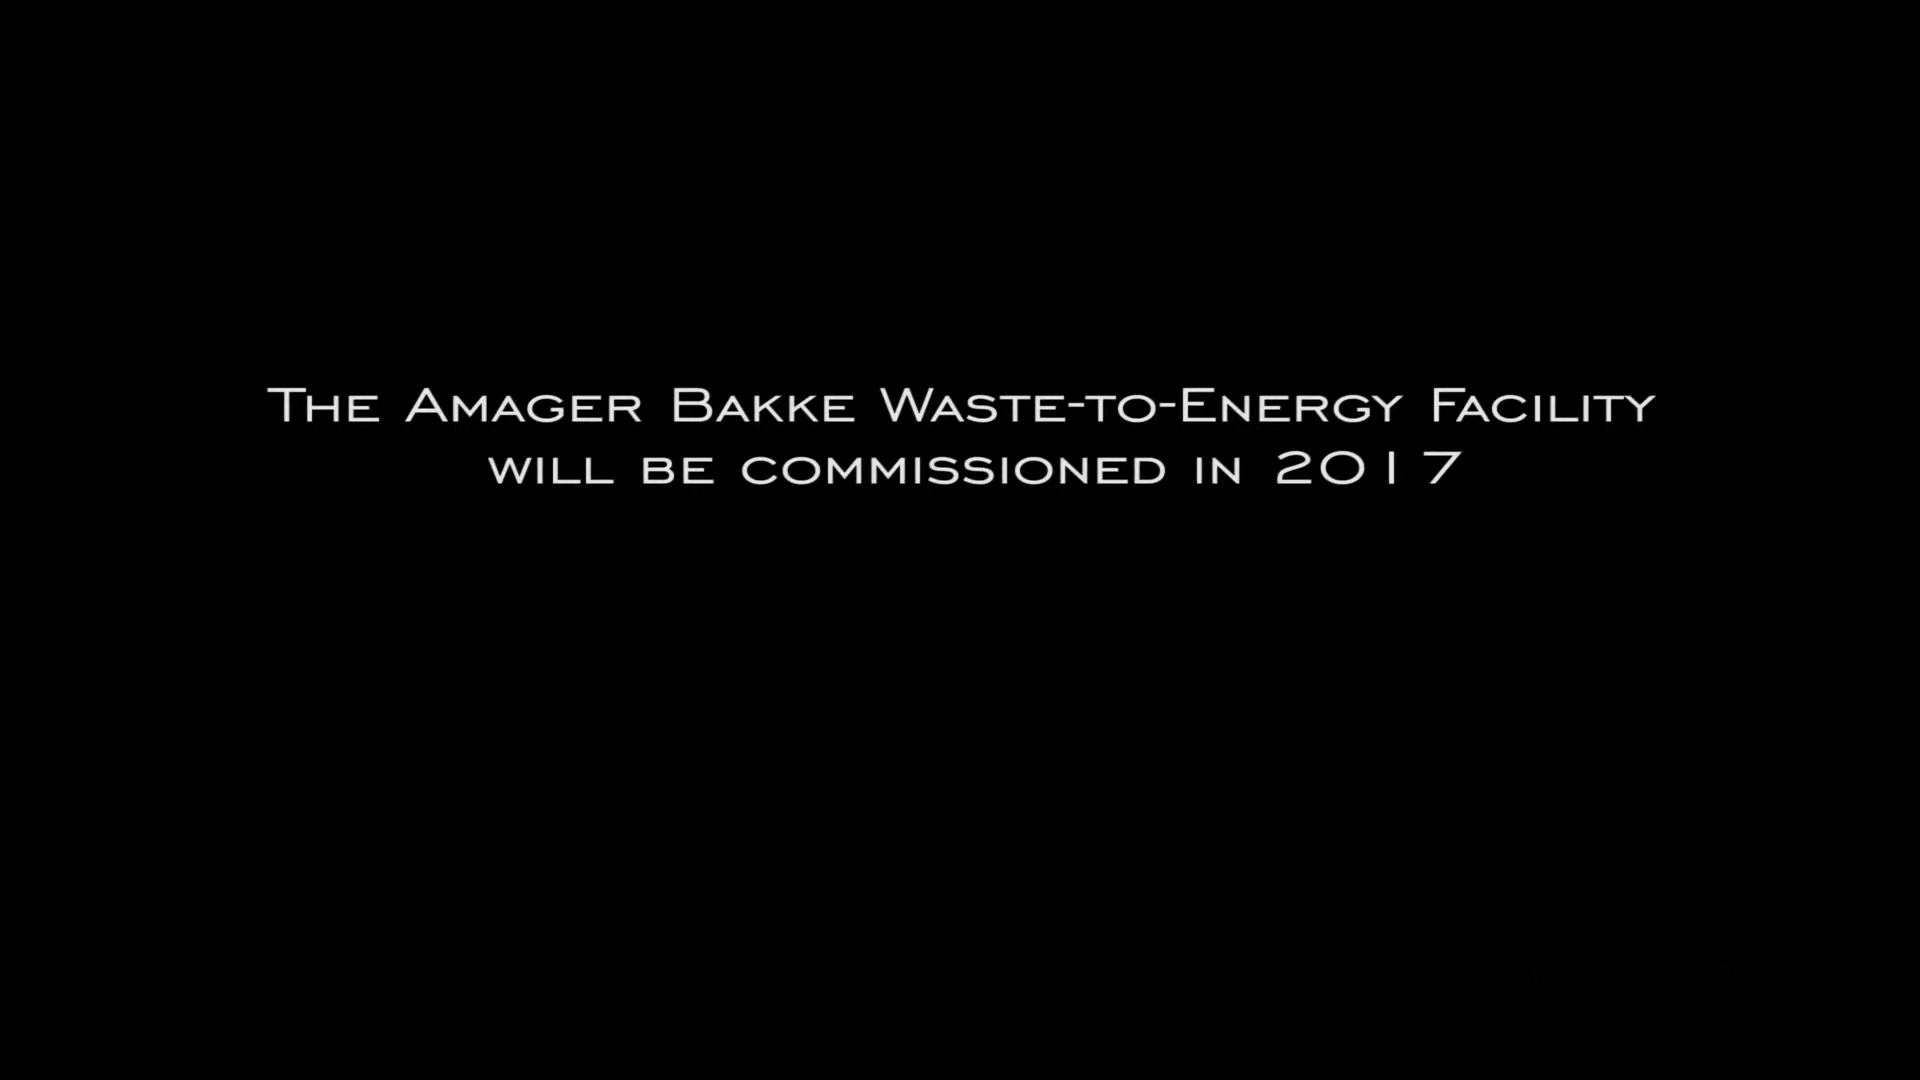 The Amager Bakke Waste-to-Energy Facility
will be commissioned in 2017